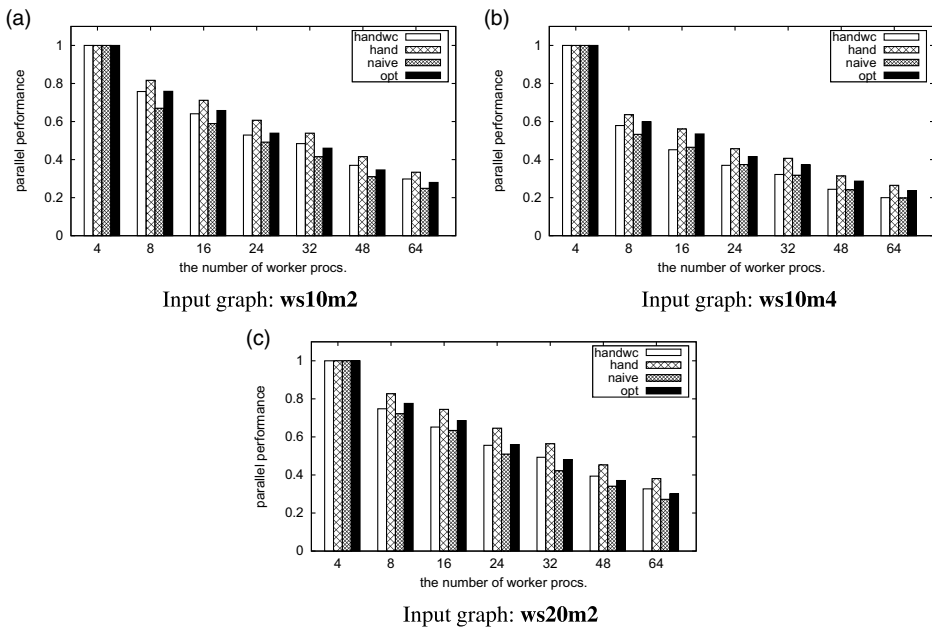 (a)
handwc
hand
naive
opt
1
0.8
0.6
0.4
0.2
0
parallel performance
4 8 16 24 32 48 64
the number of worker procs.
Input graph: ws10m2
(b)
handwc
hand
naive
opt
1
0.8
0.6
0.4
0.2
0
parallel performance
4 8 16 24 32 48 64
the number of worker procs.
Input graph: ws10m4
(c)
handwc
hand
naive
opt
1
0.8
0.6
0.4
0.2
0
parallel performance
4 8 16 24 32 48 64
the number of worker procs.
Input graph: ws20m2